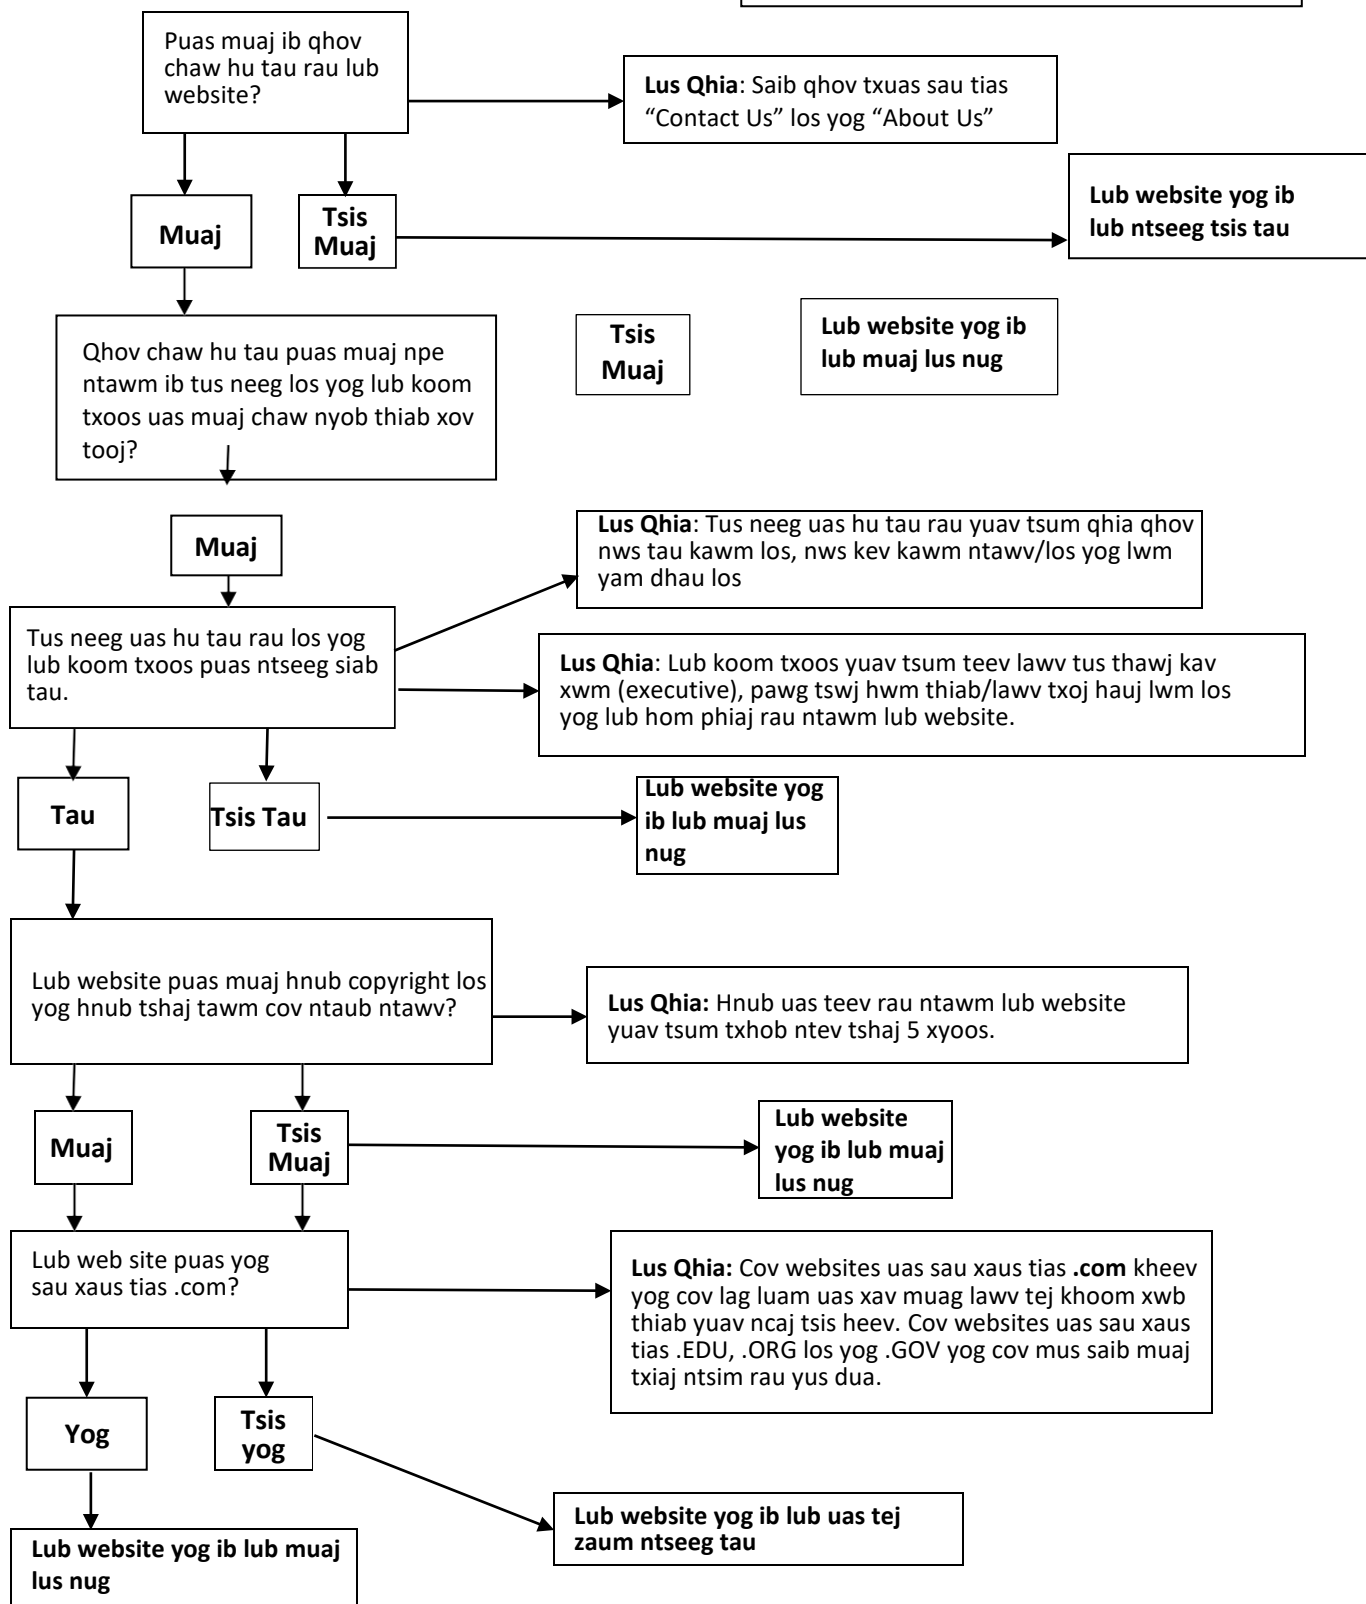 Puas muaj ib qhov
chaw hu tau rau lub
website?
Lus Qhia: Saib qhov txuas sau tias
“Contact Us” los yog “About Us”
Muaj
Tsis
Muaj
Lub website yog ib
lub ntseeg tsis tau
Qhov chaw hu tau puas muaj npe
ntawm ib tus neeg los yog lub koom
txoos uas muaj chaw nyob thiab xov
tooj?
Tsis
Muaj
Lub website yog ib
lub muaj lus nug
Muaj
Lus Qhia: Tus neeg uas hu tau rau yuav tsum qhia qhov
nws tau kawm los, nws kev kawm ntawv/los yog lwm
yam dhau los
Tus neeg uas hu tau rau los yog
lub koom txoos puas ntseeg siab
tau.
Lus Qhia: Lub koom txoos yuav tsum teev lawv tus thawj kav
xwm (executive), pawg tswj hwm thiab/lawv txoj hauj lwm los
yog lub hom phiaj rau ntawm lub website.
Tau
Tsis Tau
Lub website yog
ib lub muaj lus
nug
Lub website puas muaj hnub copyright los
yog hnub tshaj tawm cov ntaub ntawv?
Lus Qhia: Hnub uas teev rau ntawm lub website
yuav tsum txhob ntev tshaj 5 xyoos.
Muaj
Tsis
Muaj
Lub website
yog ib lub muaj
lus nug
Lub web site puas yog
sau xaus tias .com?
Lus Qhia: Cov websites uas sau xaus tias .com kheev
yog cov lag luam uas xav muag lawv tej khoom xwb
thiab yuav ncaj tsis heev. Cov websites uas sau xaus
tias .EDU, .ORG los yog .GOV yog cov mus saib muaj
txiaj ntsim rau yus dua.
Yog
Tsis
yog
Lub website yog ib lub uas tej
zaum ntseeg tau
Lub website yog ib lub muaj
lus nug